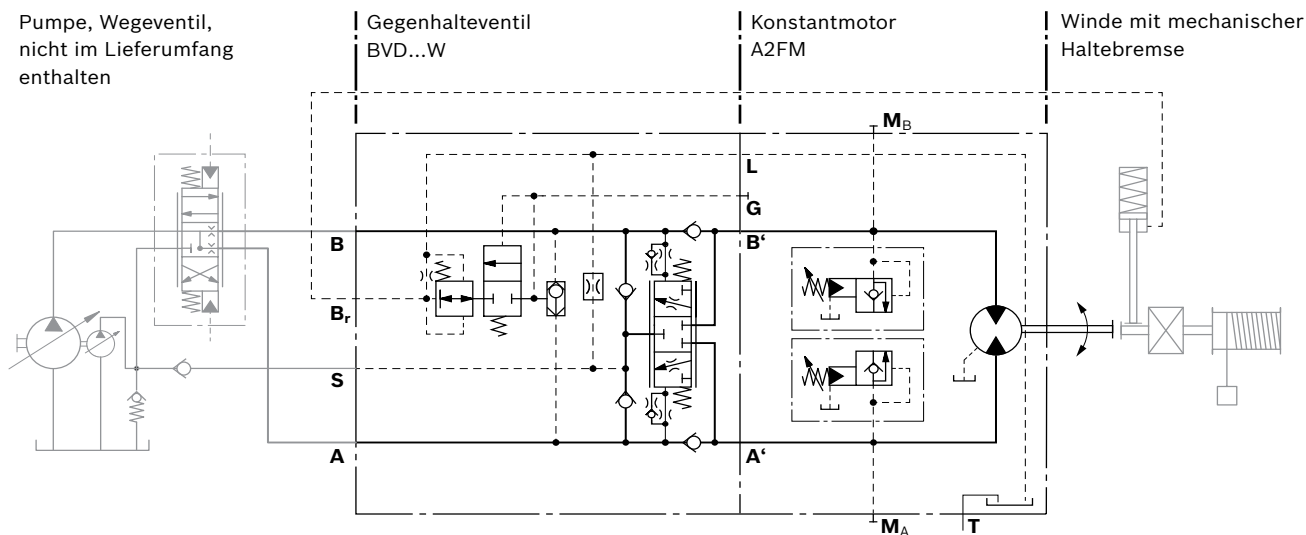 Pumpe, Wegeventil,
nicht im Lieferumfang
enthalten
Gegenhalteventil
BVD...W
Konstantmotor
A2FM
Winde mit mechanischer
Haltebremse
MB
L
G
B
B‘
Br
S
A
A‘
MA
T